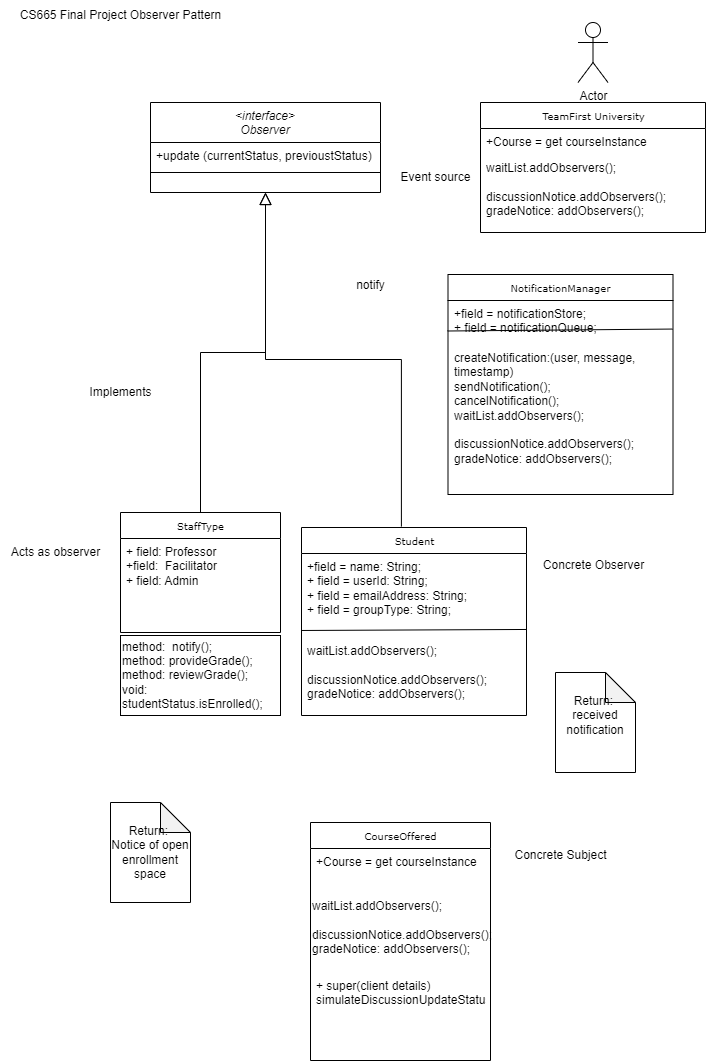 CS665 Final Project Observer Pattern
Actor
<interface>
Observer
+update (currentStatus, previoustStatus)
TeamFirst University
+Course = get courseInstance
waitList.addObservers();
discussionNotice.addObservers();
gradeNotice: addObservers();
Event source
notify
NotificationManager
+field = notificationStore;
+ field = notificationQueue;
createNotification:(user, message,
timestamp)
sendNotification();
cancelNotification();
waitList.addObservers();
discussionNotice.addObservers();
gradeNotice: addObservers();
Implements
Acts as observer
StaffType
+ field: Professor
+field:  Facilitator
+ field: Admin
method:  notify();
method: provideGrade();
method: reviewGrade();
void:
studentStatus.isEnrolled();
Student
+field = name: String;
+ field = userId: String;
+ field = emailAddress: String;
+ field = groupType: String;
waitList.addObservers();
discussionNotice.addObservers();
gradeNotice: addObservers();
Concrete Observer
Return:
received
notification
Return:
Notice of open
enrollment
space
CourseOffered
+Course = get courseInstance
waitList.addObservers();
discussionNotice.addObservers()
gradeNotice: addObservers();
+ super(client details)
simulateDiscussionUpdateStatu
Concrete Subject